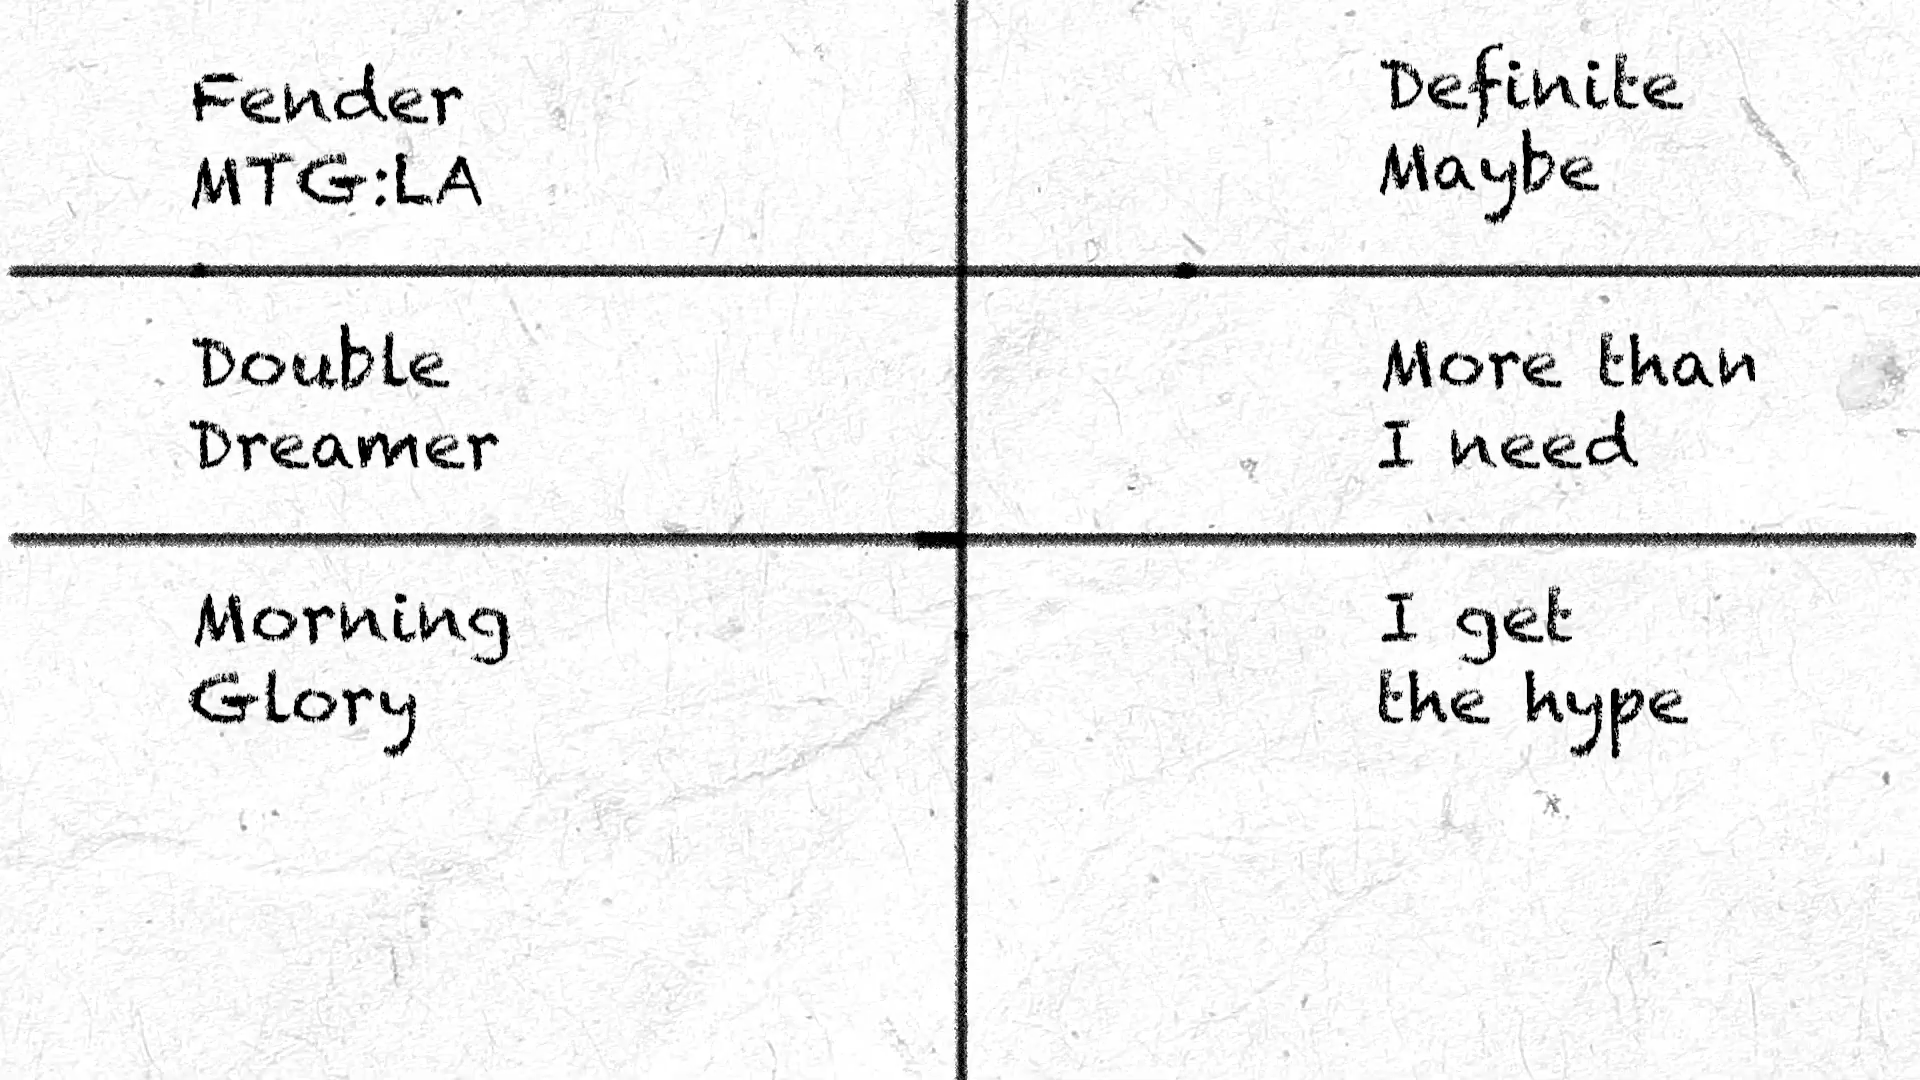 Fender
MTG:LA
Definite
Maybe
Double
Dreamer
More than
I need
Morning
Glory
I get
the hype